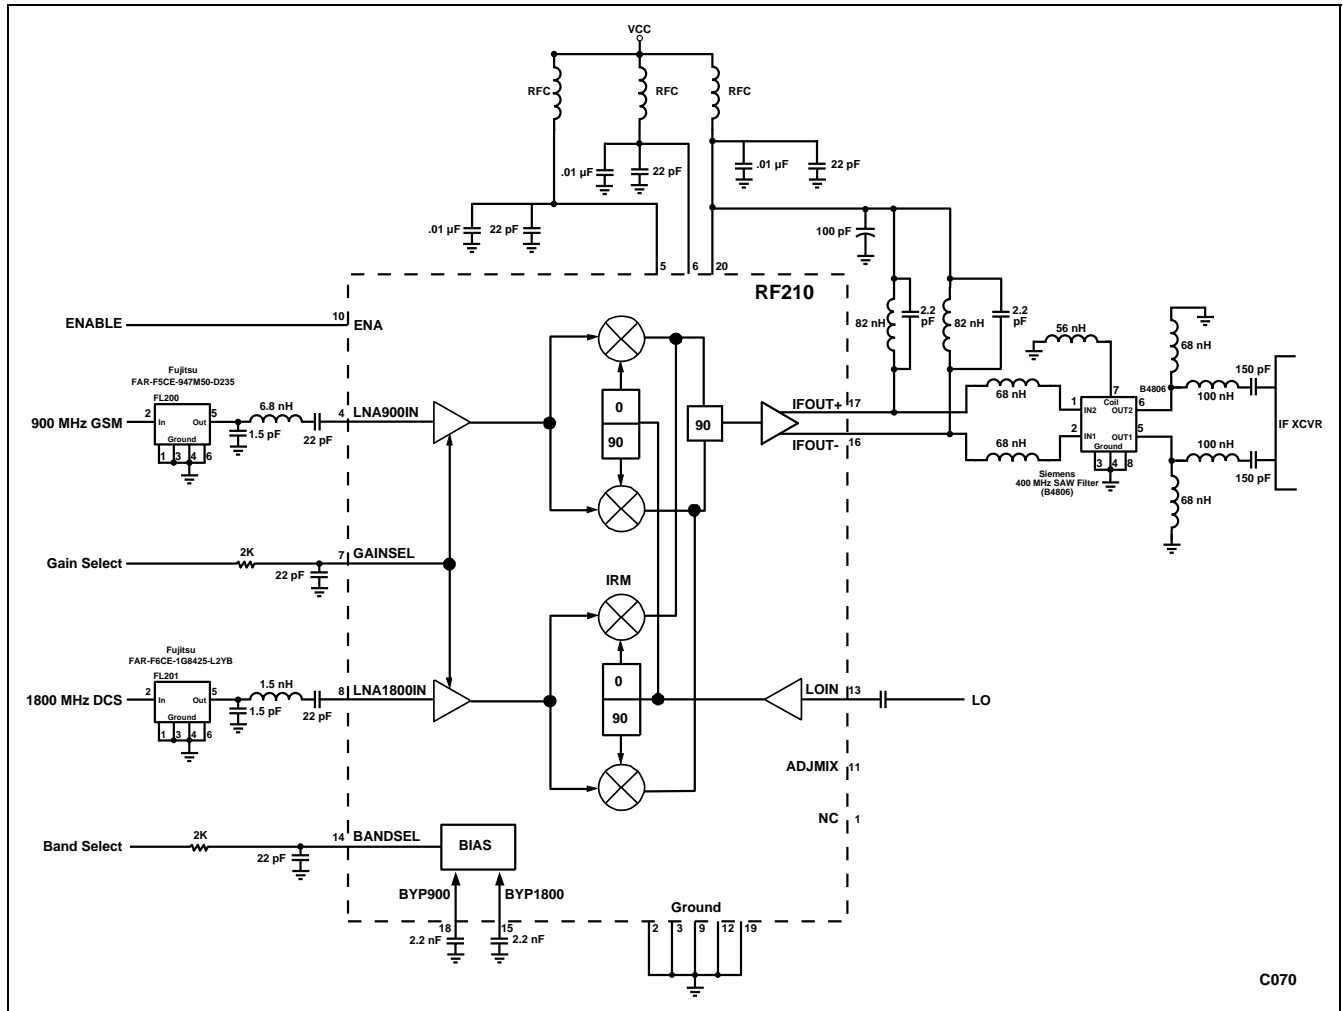 VCC
RFC
RFC
RFC
.01 µF
22 pF
.01 µF
22 pF
.01 µF
22 pF
100 pF
5
6
20
RF210
ENABLE
10
ENA
82 nH
2.2 pF
82 nH
2.2 pF
56 nH
68 nH
Fujitsu
FAR-F5CE-947M50-D235
FL200
900 MHz GSM
2
In
Out
5
Ground
1
3
4
6
1.5 pF
6.8 nH
22 pF
4
LNA900IN
0
90
90
IFOUT+
17
IFOUT-
16
68 nH
68 nH
7
Coil
B4806
1
IN2
OUT2
6
2
IN1
OUT1
5
Ground
3
4
8
Siemens
400 MHz SAW Filter
(B4806)
100 nH
150 pF
100 nH
150 pF
68 nH
IF XCVR
Gain Select
2K
22 pF
7
GAINSEL
IRM
Fujitsu
FAR-F6CE-1G8425-L2YB
FL201
1800 MHz DCS
2
In
Out
5
Ground
1
3
4
6
1.5 pF
1.5 nH
22 pF
8
LNA1800IN
0
90
LOIN
13
LO
ADJMIX
11
NC
1
Band Select
2K
22 pF
14
BANDSEL
BIAS
BYP900
BYP1800
18
15
2.2 nF
2.2 nF
Ground
2
3
9
12
19
C070